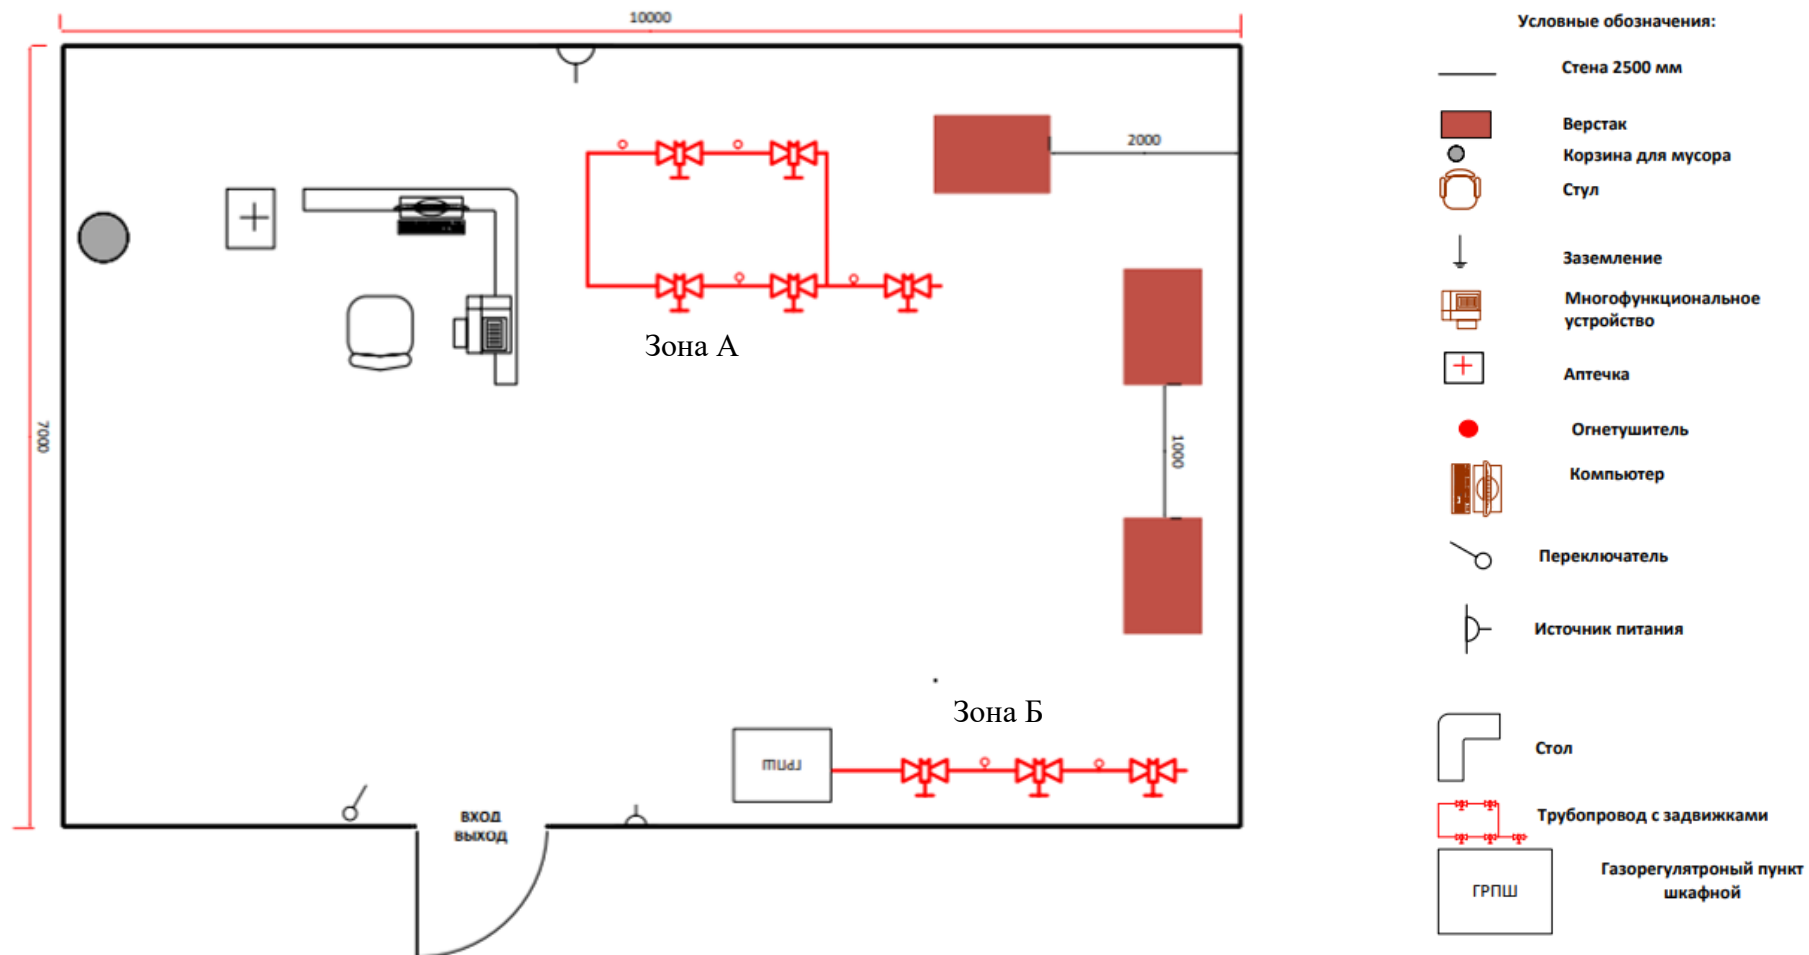 10000
7000
2000
1000
Зона А
Зона Б
ГРПШ
ВХОД
ВЫХОД
Условные обозначения:
Стена 2500 мм
Верстак
Корзина для мусора
Стул
Заземление
Многофункциональное
устройство
Аптечка
Огнетушитель
Компьютер
Переключатель
Источник питания
Стол
Трубопровод с задвижками
Газорегулятроный пункт
шкафной
ГРПШ